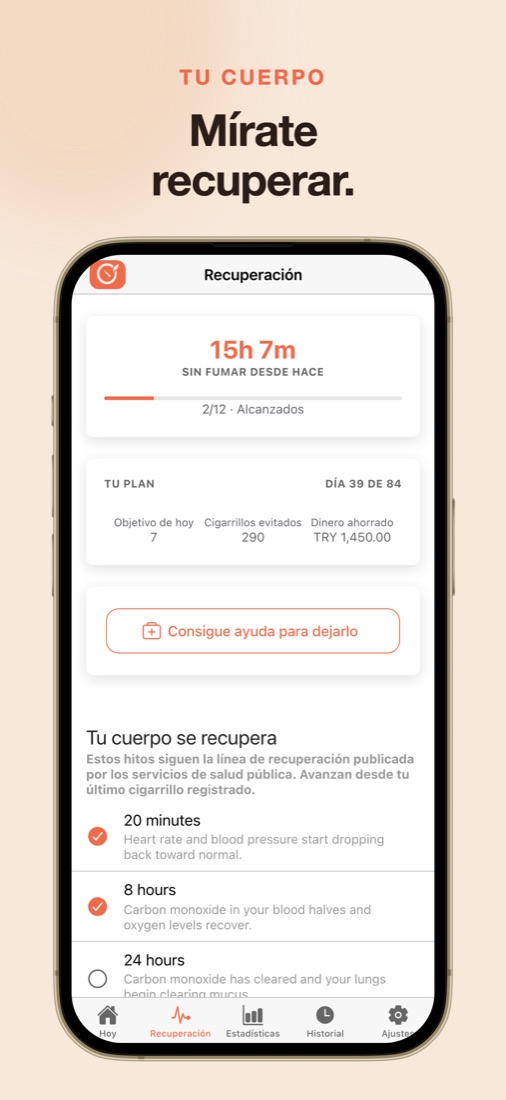 TU CUERPO
Mírate
recuperar.
Recuperación
15h 7m
SIN FUMAR DESDE HACE
2/12 · Alcanzados
TU PLAN
DÍA 39 DE 84
Objetivo de hoy
7
Cigarrillos evitados
290
Dinero ahorrado
TRY 1,450.00
Consigue ayuda para dejarlo
Tu cuerpo se recupera
Estos hitos siguen la línea de recuperación publicada
por los servicios de salud pública. Avanzan desde tu
último cigarrillo registrado.
20 minutes
Heart rate and blood pressure start dropping
back toward normal.
8 hours
Carbon monoxide in your blood halves and
oxygen levels recover.
24 hours
Carbon monoxide has cleared and your lungs
begin clearing mucus.
Hoy
Recuperación
Estadísticas
Historial
Ajustes